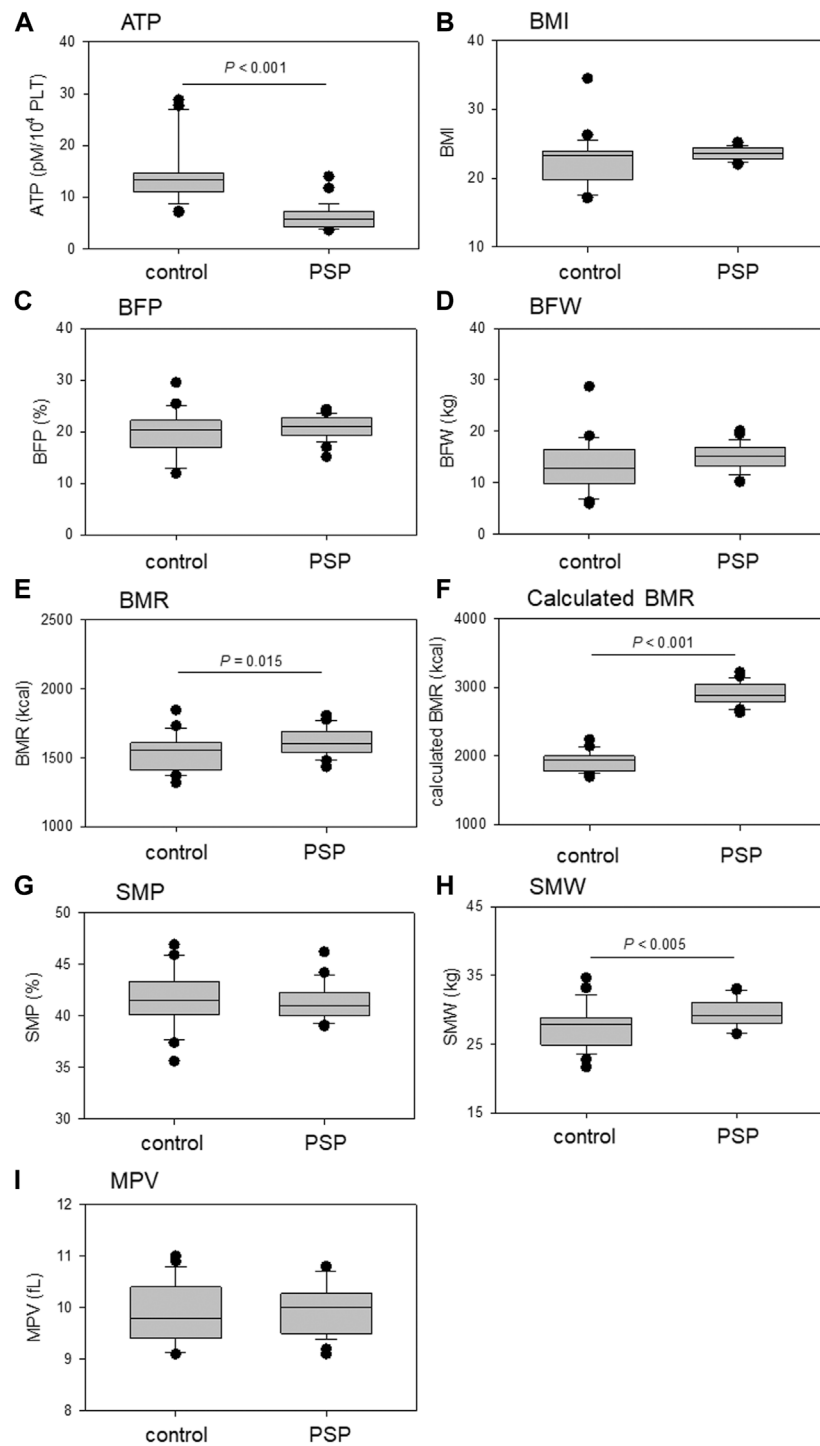 A ATP
ATP (pM/10⁴ PLT)
40
30
20
10
0
P < 0.001
control PSP
B BMI
BMI
40
30
20
10
control PSP
C BFP
BFP (%)
40
30
20
10
0
control PSP
D BFW
BFW (kg)
40
30
20
10
0
control PSP
E BMR
BMR (kcal)
2500
2000
1500
1000
P = 0.015
control PSP
F Calculated BMR
calculated BMR (kcal)
4000
3000
2000
1000
P < 0.001
control PSP
G SMP
SMP (%)
50
45
40
35
30
control PSP
H SMW
SMW (kg)
45
35
25
15
P < 0.005
control PSP
I MPV
MPV (fL)
12
11
10
9
8
control PSP